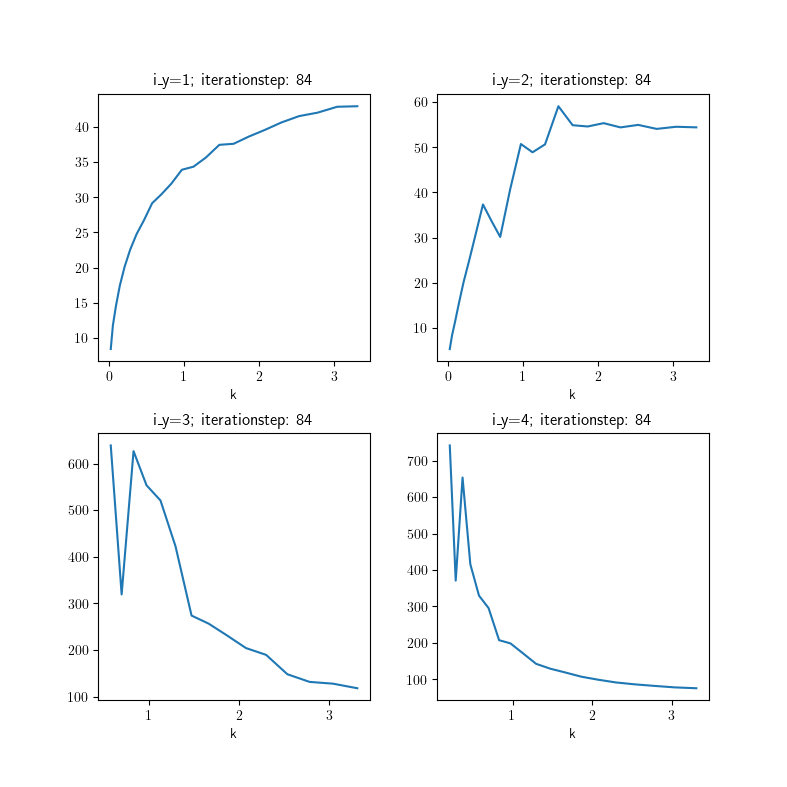 i_y=1; iterationstep: 84
40
35
30
25
20
15
10
0 1 2 3
k
i_y=2; iterationstep: 84
60
50
40
30
20
10
0 1 2 3
k
i_y=3; iterationstep: 84
600
500
400
300
200
100
1 2 3
k
i_y=4; iterationstep: 84
700
600
500
400
300
200
100
1 2 3
k